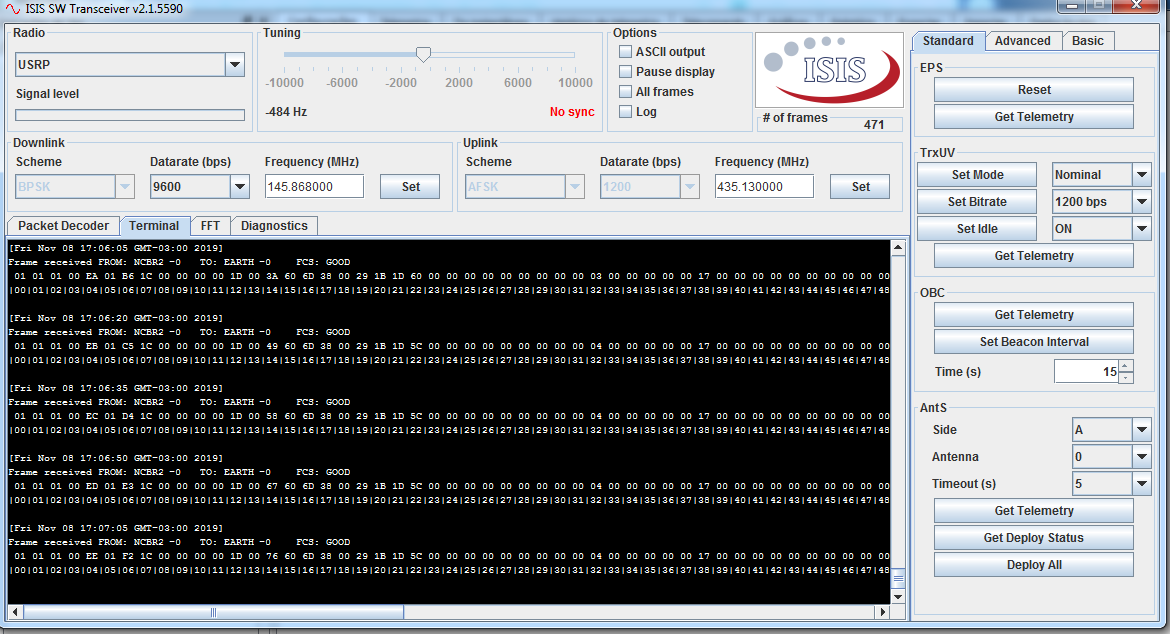 ISIS SW Transceiver v2.1.5590
Radio
USRP
Signal level
Tuning
-10000 -6000 -2000 2000 6000 10000
-484 Hz
No sync
Options
ASCII output
Pause display
All frames
Log
ISIS
# of frames
471
Downlink
Scheme Datarate (bps) Frequency (MHz)
BPSK 9600 145.868000 Set
Uplink
Scheme Datarate (bps) Frequency (MHz)
AFSK 1200 435.130000 Set
Packet Decoder Terminal FFT Diagnostics
[Fri Nov 08 17:06:05 GMT-03:00 2019]
Frame received FROM: NCBR2 -0 TO: EARTH -0 FCS: GOOD
01 01 01 00 EA 01 B6 1C 00 00 00 00 1D 00 3A 60 6D 38 00 29 1B 1D 60 00 00 00 00 00 00 00 00 00 03 00 00 00 00 00 17 00 00 00 00 00 00 00 00 00 00
|00|01|02|03|04|05|06|07|08|09|10|11|12|13|14|15|16|17|18|19|20|21|22|23|24|25|26|27|28|29|30|31|32|33|34|35|36|37|38|39|40|41|42|43|44|45|46|47|48
[Fri Nov 08 17:06:20 GMT-03:00 2019]
Frame received FROM: NCBR2 -0 TO: EARTH -0 FCS: GOOD
01 01 01 00 EB 01 C5 1C 00 00 00 00 1D 00 49 60 6D 38 00 29 1B 1D 5C 00 00 00 00 00 00 00 00 00 04 00 00 00 00 00 17 00 00 00 00 00 00 00 00 00 00
|00|01|02|03|04|05|06|07|08|09|10|11|12|13|14|15|16|17|18|19|20|21|22|23|24|25|26|27|28|29|30|31|32|33|34|35|36|37|38|39|40|41|42|43|44|45|46|47|48
[Fri Nov 08 17:06:35 GMT-03:00 2019]
Frame received FROM: NCBR2 -0 TO: EARTH -0 FCS: GOOD
01 01 01 00 EC 01 D4 1C 00 00 00 00 1D 00 58 60 6D 38 00 29 1B 1D 5C 00 00 00 00 00 00 00 00 00 04 00 00 00 00 00 17 00 00 00 00 00 00 00 00 00 00
|00|01|02|03|04|05|06|07|08|09|10|11|12|13|14|15|16|17|18|19|20|21|22|23|24|25|26|27|28|29|30|31|32|33|34|35|36|37|38|39|40|41|42|43|44|45|46|47|48
[Fri Nov 08 17:06:50 GMT-03:00 2019]
Frame received FROM: NCBR2 -0 TO: EARTH -0 FCS: GOOD
01 01 01 00 ED 01 E3 1C 00 00 00 00 1D 00 67 60 6D 38 00 29 1B 1D 5C 00 00 00 00 00 00 00 00 00 04 00 00 00 00 00 17 00 00 00 00 00 00 00 00 00 00
|00|01|02|03|04|05|06|07|08|09|10|11|12|13|14|15|16|17|18|19|20|21|22|23|24|25|26|27|28|29|30|31|32|33|34|35|36|37|38|39|40|41|42|43|44|45|46|47|48
[Fri Nov 08 17:07:05 GMT-03:00 2019]
Frame received FROM: NCBR2 -0 TO: EARTH -0 FCS: GOOD
01 01 01 00 EE 01 F2 1C 00 00 00 00 1D 00 76 60 6D 38 00 29 1B 1D 5C 00 00 00 00 00 00 00 00 00 04 00 00 00 00 00 17 00 00 00 00 00 00 00 00 00 00
|00|01|02|03|04|05|06|07|08|09|10|11|12|13|14|15|16|17|18|19|20|21|22|23|24|25|26|27|28|29|30|31|32|33|34|35|36|37|38|39|40|41|42|43|44|45|46|47|48
Standard Advanced Basic
EPS
Reset
Get Telemetry
TrxUV
Set Mode Nominal
Set Bitrate 1200 bps
Set Idle ON
Get Telemetry
OBC
Get Telemetry
Set Beacon Interval
Time (s) 15
AntS
Side A
Antenna 0
Timeout (s) 5
Get Telemetry
Get Deploy Status
Deploy All